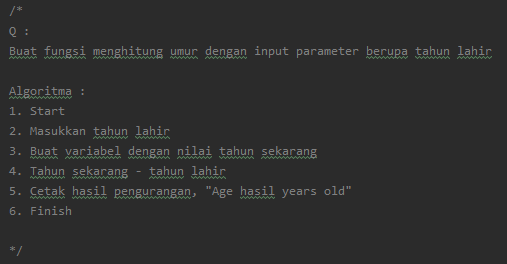 /*
Q :
Buat fungsi menghitung umur dengan input parameter berupa tahun lahir
Algoritma :
1. Start
2. Masukkan tahun lahir
3. Buat variabel dengan nilai tahun sekarang
4. Tahun sekarang - tahun lahir
5. Cetak hasil pengurangan, "Age hasil years old"
6. Finish
*/